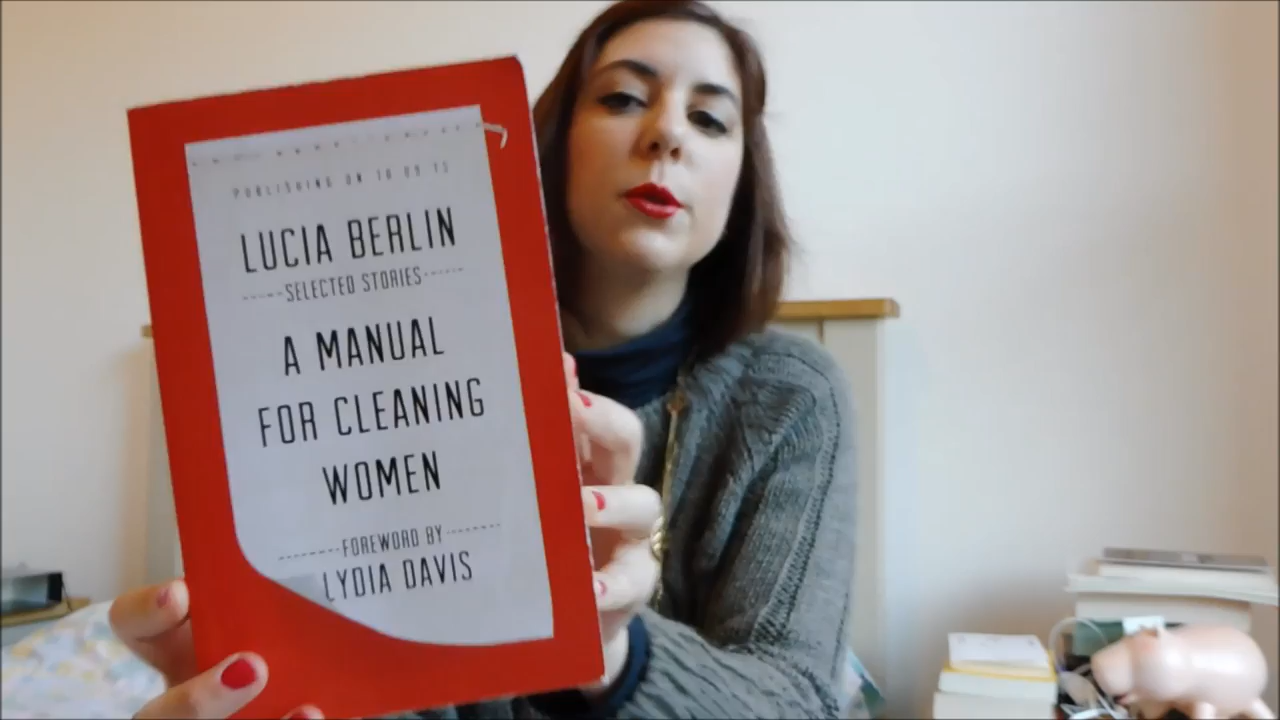 PUBLISHING ON 10 09 15
LUCIA BERLIN
SELECTED STORIES
A MANUAL
FOR CLEANING
WOMEN
FOREWORD BY
LYDIA DAVIS